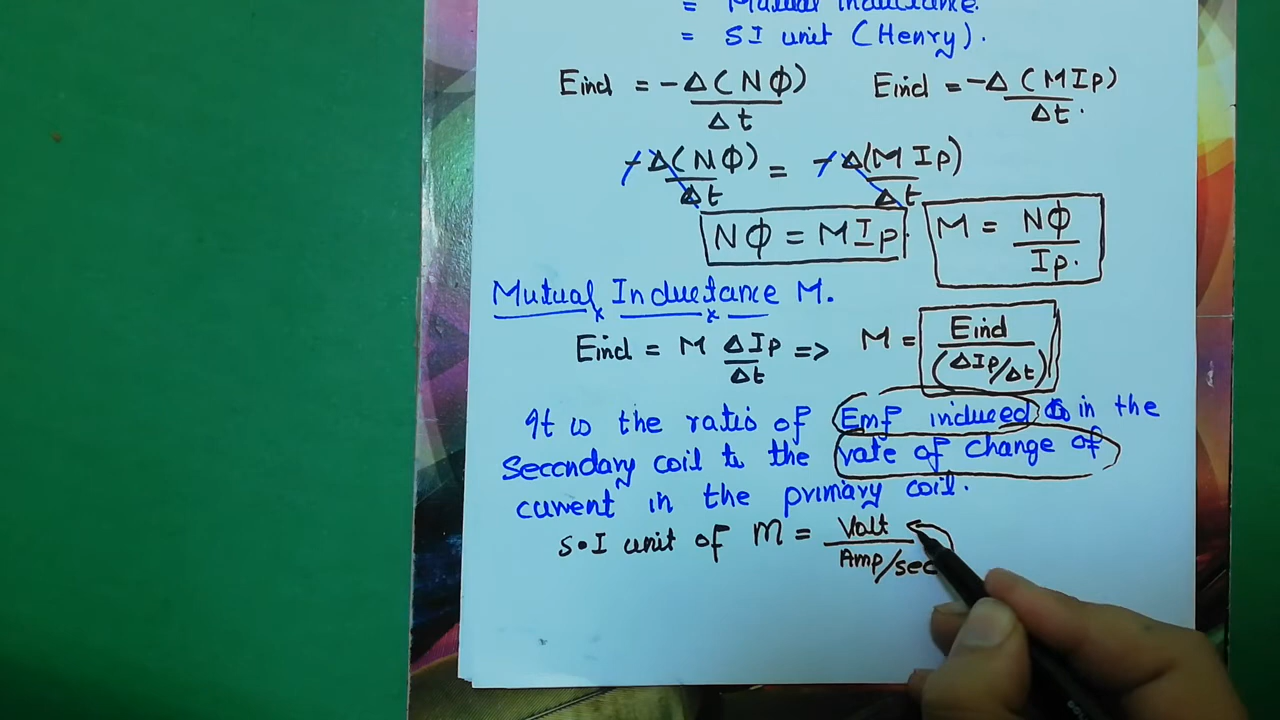 = Mutual Inductance.
= SI unit (Henry).
Eind = -Δ(NΦ)/Δt Eind = -Δ(MIp)/Δt.
-Δ(NΦ)/Δt = -Δ(MIp)/Δt
NΦ = MIp. M = NΦ/Ip.
Mutual Inductance M.
Eind = M ΔIp/Δt => M = Eind/(ΔIp/Δt)
It is the ratio of Emf induced in the
Secondary coil to the rate of change of
current in the primary coil.
S.I unit of M = Volt/Amp/sec